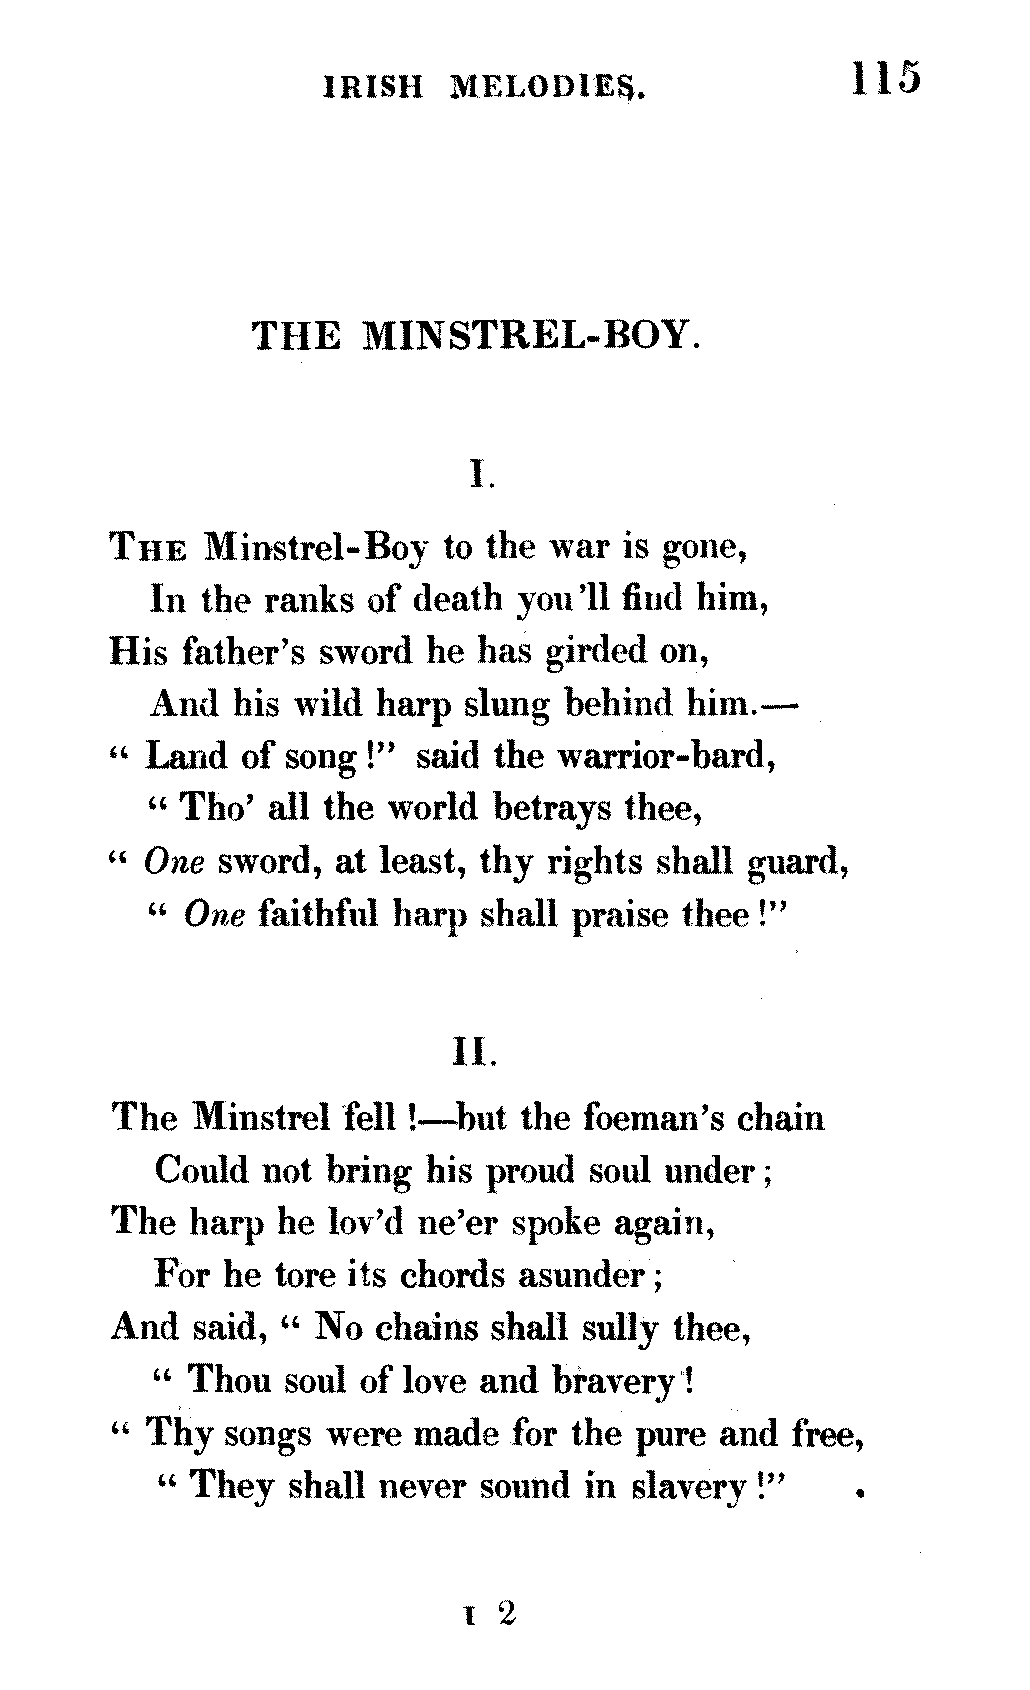 IRISH MELODIES. 115
THE MINSTREL-BOY.
I.
THE Minstrel-Boy to the war is gone,
In the ranks of death you'll find him,
His father's sword he has girded on,
And his wild harp slung behind him.—
“ Land of song!” said the warrior-bard,
“ Tho' all the world betrays thee,
“ One sword, at least, thy rights shall guard,
“ One faithful harp shall praise thee!”
II.
The Minstrel fell!—but the foeman's chain
Could not bring his proud soul under;
The harp he lov'd ne'er spoke again,
For he tore its chords asunder;
And said, “ No chains shall sully thee,
“ Thou soul of love and bravery!
“ Thy songs were made for the pure and free,
“ They shall never sound in slavery!”
I 2